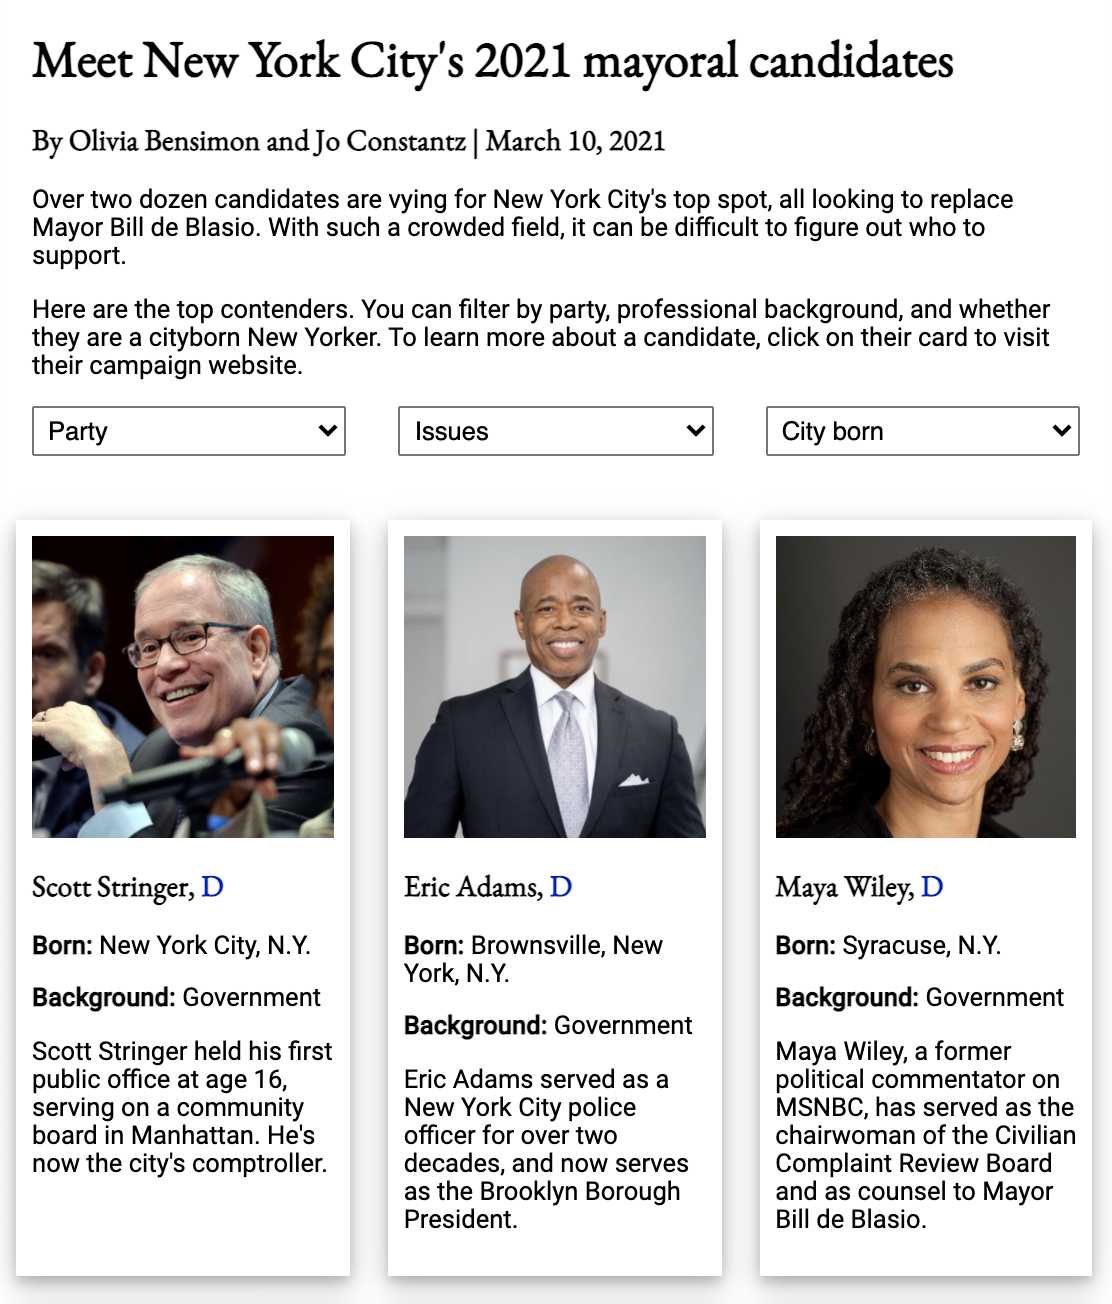 Meet New York City's 2021 mayoral candidates
By Olivia Bensimon and Jo Constantz | March 10, 2021
Over two dozen candidates are vying for New York City's top spot, all looking to replace
Mayor Bill de Blasio. With such a crowded field, it can be difficult to figure out who to
support.
Here are the top contenders. You can filter by party, professional background, and whether
they are a cityborn New Yorker. To learn more about a candidate, click on their card to visit
their campaign website.
Party
Issues
City born
Scott Stringer, D
Born: New York City, N.Y.
Background: Government
Scott Stringer held his first
public office at age 16,
serving on a community
board in Manhattan. He's
now the city's comptroller.
Eric Adams, D
Born: Brownsville, New
York, N.Y.
Background: Government
Eric Adams served as a
New York City police
officer for over two
decades, and now serves
as the Brooklyn Borough
President.
Maya Wiley, D
Born: Syracuse, N.Y.
Background: Government
Maya Wiley, a former
political commentator on
MSNBC, has served as the
chairwoman of the Civilian
Complaint Review Board
and as counsel to Mayor
Bill de Blasio.